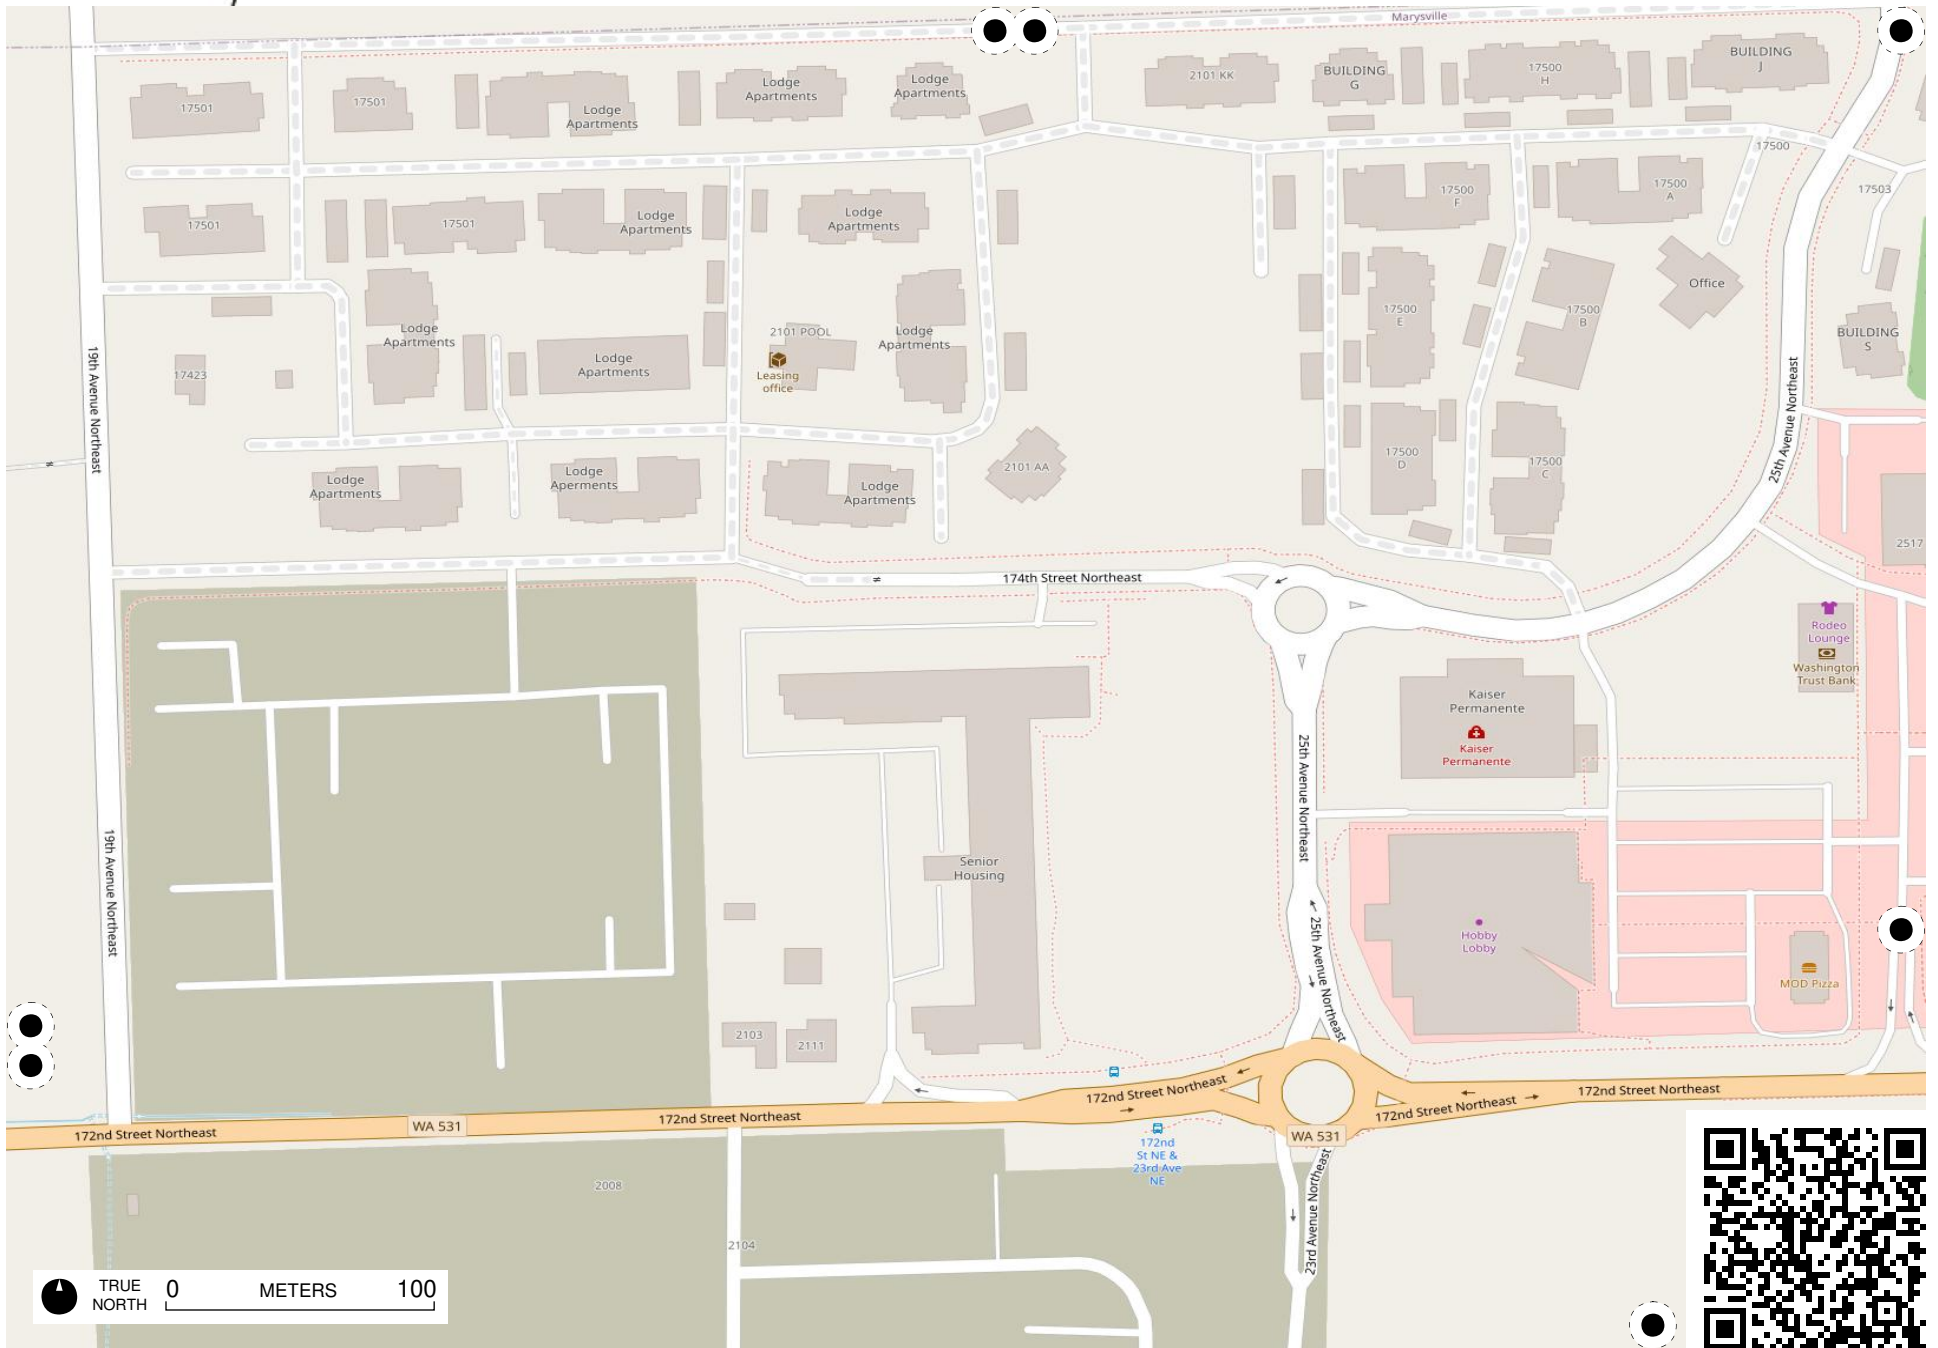 Marysville
BUILDING
J
17500
H
BUILDING
G
2101 KK
Lodge
Apartments
Lodge
Apartments
Lodge
Apartments
17501
17501
17500
17503
17500
A
17500
F
Lodge
Apartments
Lodge
Apartments
17501
17501
Office
17500
B
17500
E
BUILDING
S
2101 POOL
Leasing
office
Lodge
Apartments
Lodge
Apartments
Lodge
Apartments
17423
19th Avenue Northeast
25th Avenue Northeast
17500
D
17500
C
2101 AA
Lodge
Apartments
Lodge
Aperments
Lodge
Apartments
2517
174th Street Northeast
Rodeo
Lounge
Washington
Trust Bank
Kaiser
Permanente
Kaiser
Permanente
25th Avenue Northeast
19th Avenue Northeast
Senior
Housing
Hobby
Lobby
25th Avenue Northeast
MOD Pizza
2103
2111
172nd Street Northeast
172nd Street Northeast
172nd Street Northeast
172nd Street Northeast
172nd Street Northeast
WA 531
WA 531
172nd
St NE &
23rd Ave
NE
2008
23rd Avenue Northeast
2104
TRUE
NORTH
0 METERS 100